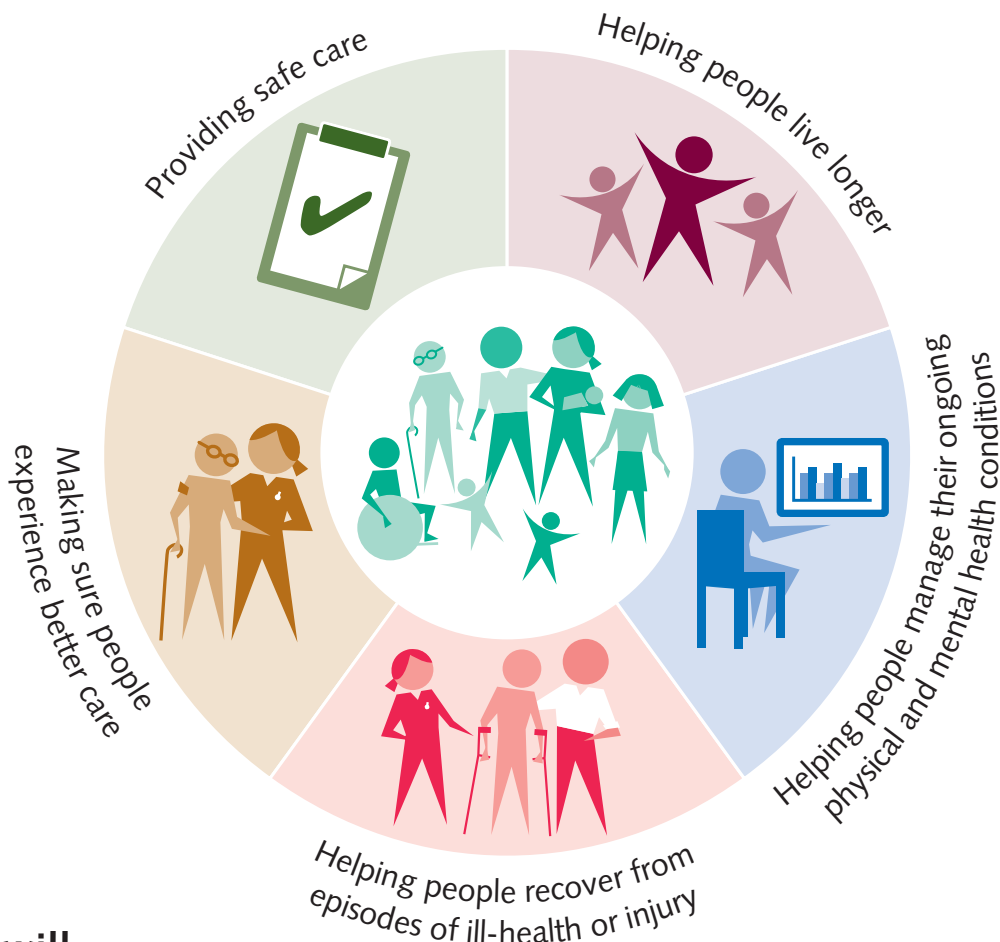 Providing safe care
Helping people live longer
Helping people manage their ongoing
physical and mental health conditions
Helping people recover from
episodes of ill-health or injury
Making sure people
experience better care
will